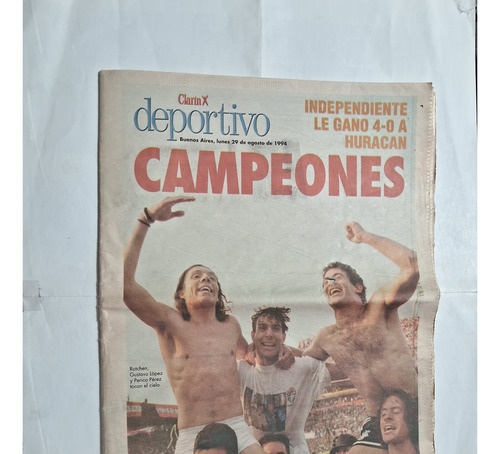 Clarín X
deportivo
Buenos Aires, lunes 29 de agosto de 1994
INDEPENDIENTE
LE GANO 4-0 A
HURACAN
CAMPEONES
Rotchen,
Gustavo López
y Perico Pérez
tocan el cielo.